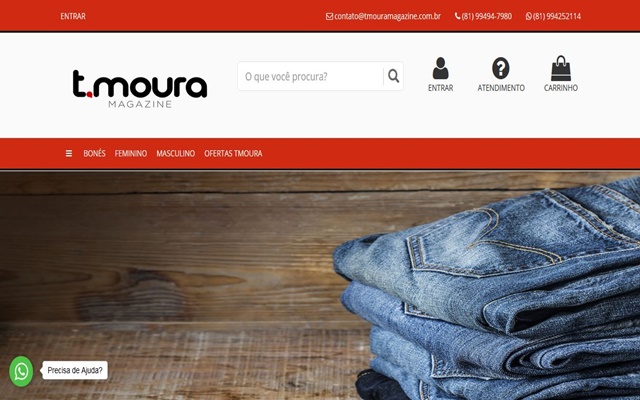 ENTRAR
contato@tmouramagazine.com.br (81) 99494-7980 (81) 994252114
t.moura
MAGAZINE
O que você procura?
ENTRAR ATENDIMENTO CARRINHO
BONÉS FEMININO MASCULINO OFERTAS TMOURA
Precisa de Ajuda?